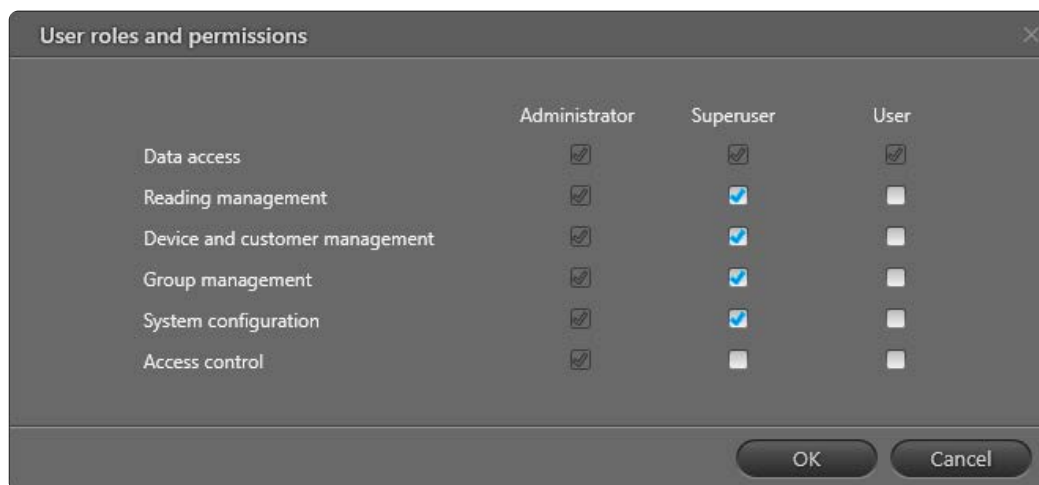 User roles and permissions
Administrator Superuser User
Data access
Reading management
Device and customer management
Group management
System configuration
Access control
OK Cancel